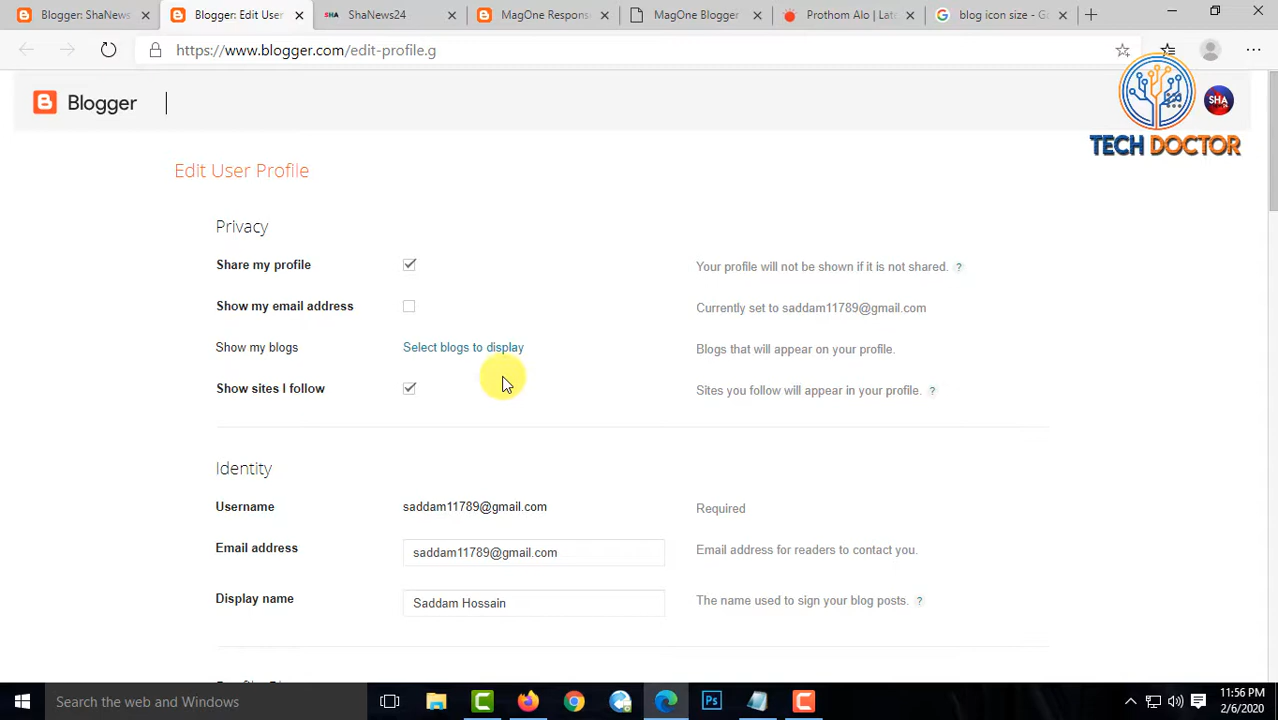 Blogger: ShaNews
Blogger: Edit User
SHA ShaNews24
MagOne Respons
MagOne Blogger
Prothom Alo | Late
blog icon size - Go
https://www.blogger.com/edit-profile.g
Blogger
SHA
TECH DOCTOR
Edit User Profile
Privacy
Share my profile
Your profile will not be shown if it is not shared. ?
Show my email address
Currently set to saddam11789@gmail.com
Show my blogs
Select blogs to display
Blogs that will appear on your profile.
Show sites I follow
Sites you follow will appear in your profile. ?
Identity
Username
saddam11789@gmail.com
Required
Email address
saddam11789@gmail.com
Email address for readers to contact you.
Display name
Saddam Hossain
The name used to sign your blog posts. ?
Search the web and Windows
Ps
11:56 PM
2/6/2020